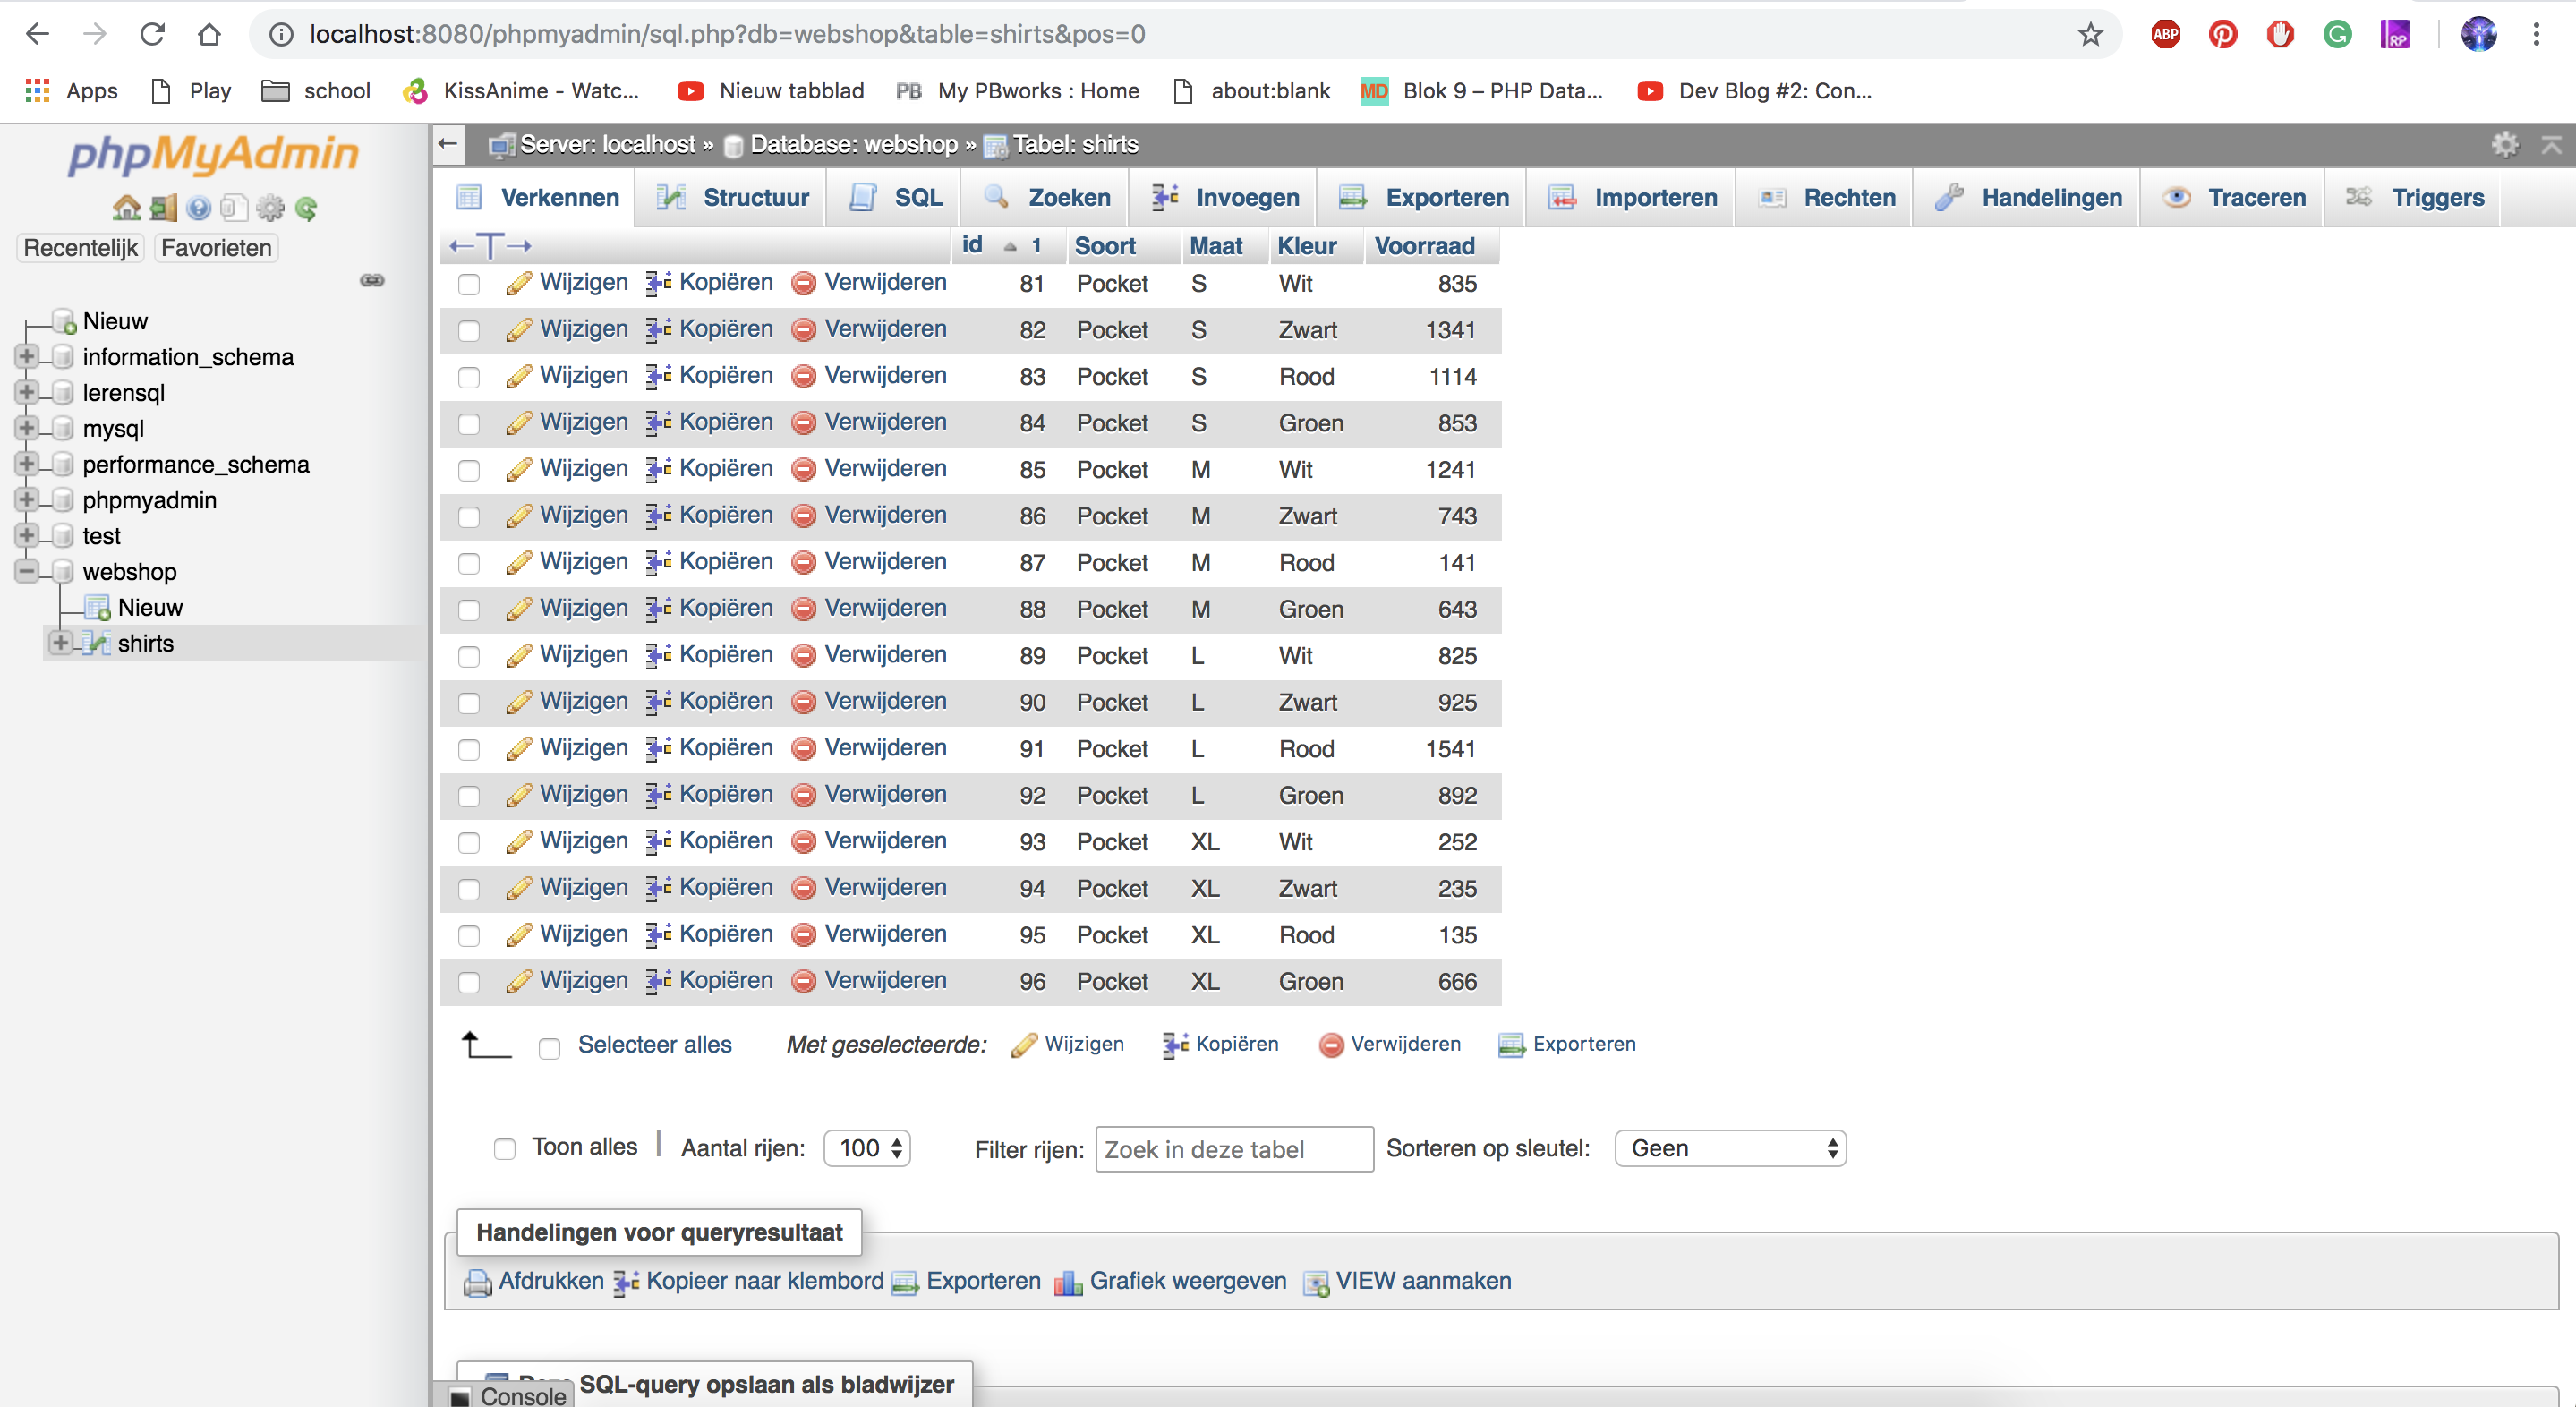 localhost:8080/phpmyadmin/sql.php?db=webshop&table=shirts&pos=0
ABP
RP
Apps Play school KissAnime - Watc... Nieuw tabblad PB My PBworks : Home about:blank MD Blok 9 – PHP Data... Dev Blog #2: Con...
phpMyAdmin
Recentelijk Favorieten
Nieuw
information_schema
lerensql
mysql
performance_schema
phpmyadmin
test
webshop
Nieuw
shirts
Server: localhost » Database: webshop » Tabel: shirts
Verkennen Structuur SQL Zoeken Invoegen Exporteren Importeren Rechten Handelingen Traceren Triggers
←T→ id 1 Soort Maat Kleur Voorraad
Wijzigen Kopiëren Verwijderen 81 Pocket S Wit 835
Wijzigen Kopiëren Verwijderen 82 Pocket S Zwart 1341
Wijzigen Kopiëren Verwijderen 83 Pocket S Rood 1114
Wijzigen Kopiëren Verwijderen 84 Pocket S Groen 853
Wijzigen Kopiëren Verwijderen 85 Pocket M Wit 1241
Wijzigen Kopiëren Verwijderen 86 Pocket M Zwart 743
Wijzigen Kopiëren Verwijderen 87 Pocket M Rood 141
Wijzigen Kopiëren Verwijderen 88 Pocket M Groen 643
Wijzigen Kopiëren Verwijderen 89 Pocket L Wit 825
Wijzigen Kopiëren Verwijderen 90 Pocket L Zwart 925
Wijzigen Kopiëren Verwijderen 91 Pocket L Rood 1541
Wijzigen Kopiëren Verwijderen 92 Pocket L Groen 892
Wijzigen Kopiëren Verwijderen 93 Pocket XL Wit 252
Wijzigen Kopiëren Verwijderen 94 Pocket XL Zwart 235
Wijzigen Kopiëren Verwijderen 95 Pocket XL Rood 135
Wijzigen Kopiëren Verwijderen 96 Pocket XL Groen 666
Selecteer alles Met geselecteerde: Wijzigen Kopiëren Verwijderen Exporteren
Toon alles | Aantal rijen: 100 Filter rijen: Zoek in deze tabel Sorteren op sleutel: Geen
Handelingen voor queryresultaat
Afdrukken Kopieer naar klembord Exporteren Grafiek weergeven VIEW aanmaken
SQL-query opslaan als bladwijzer
Console